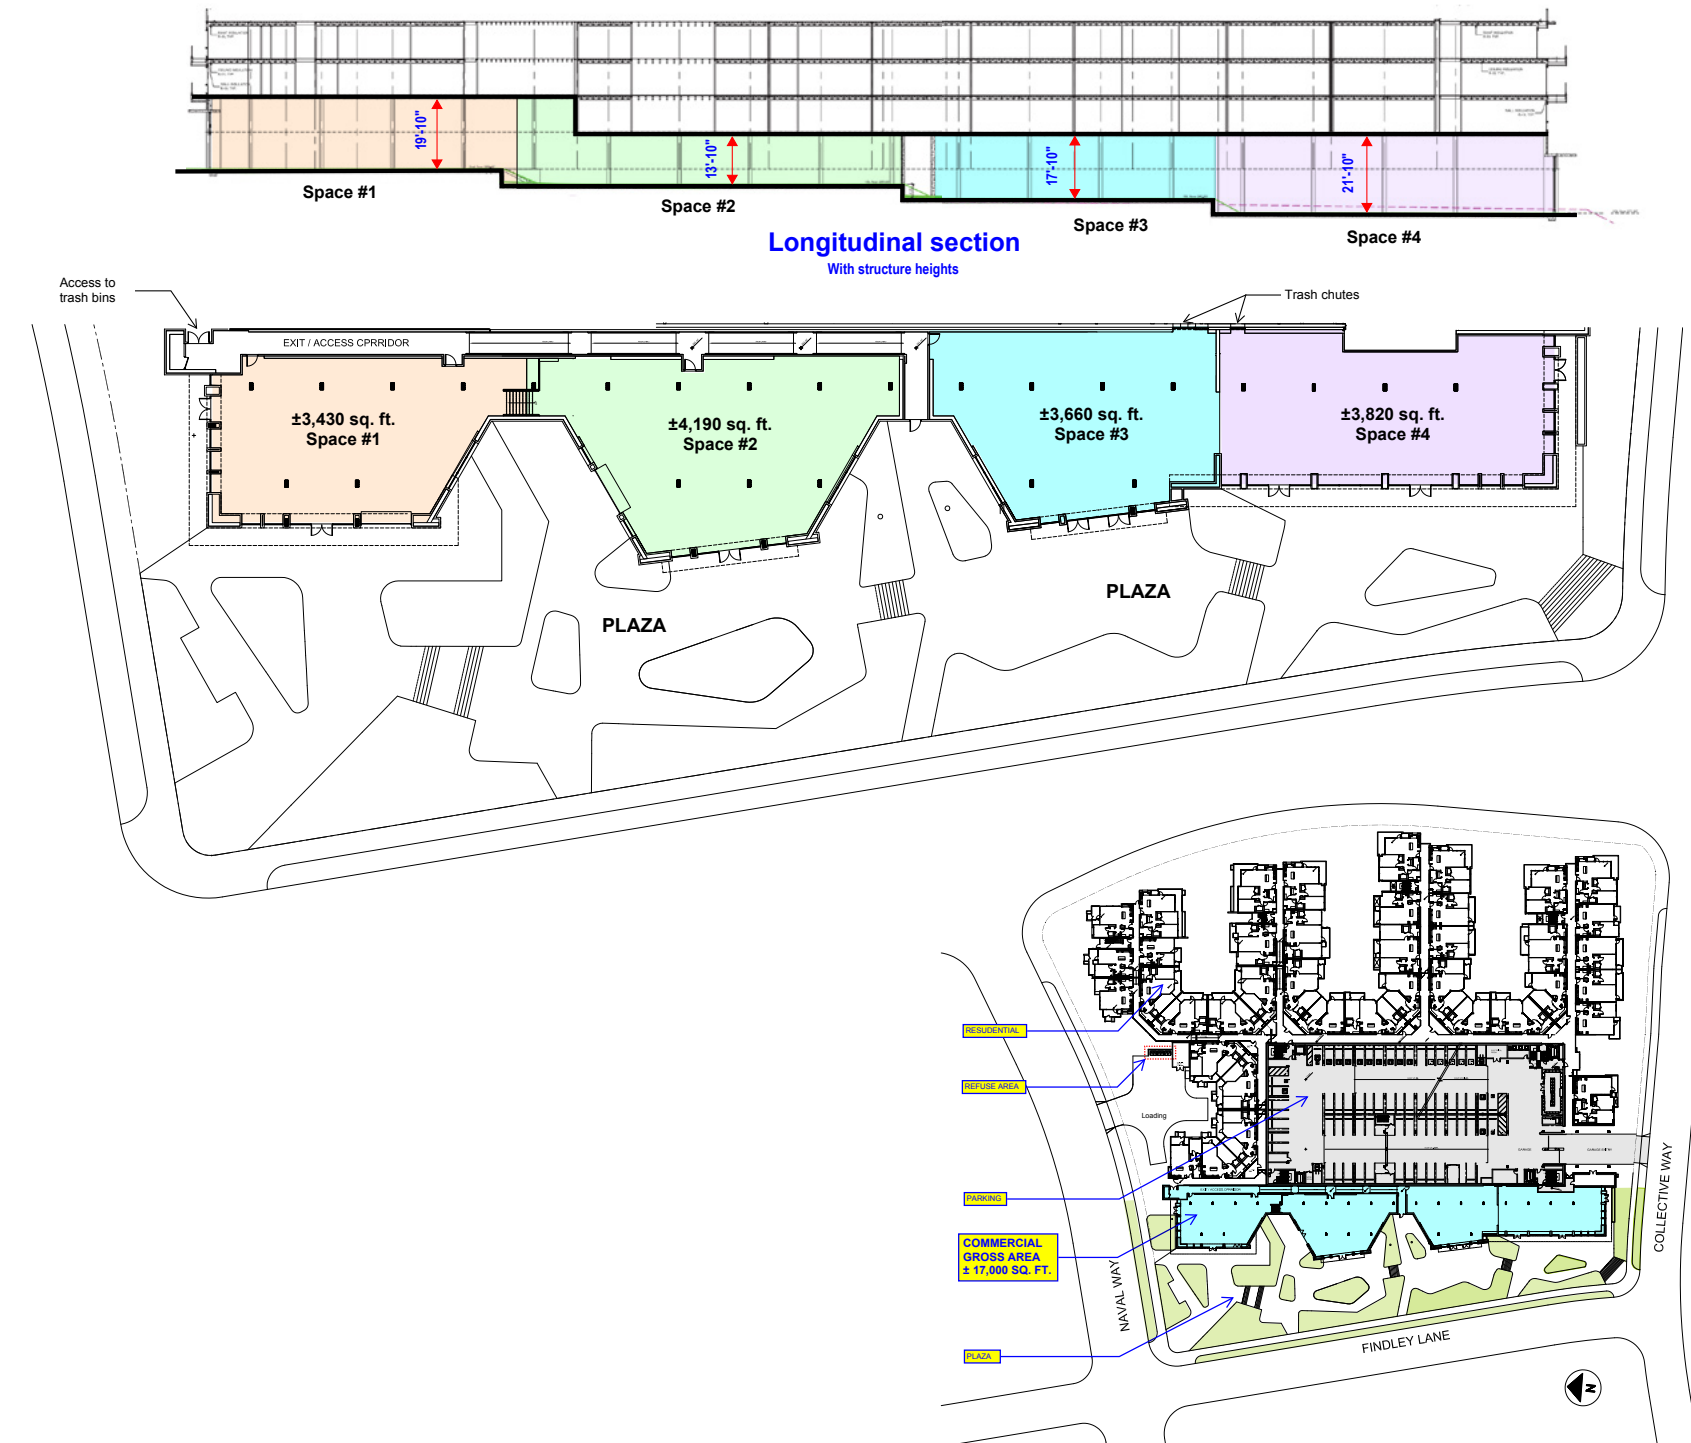 19'-10"
13'-10"
17'-10"
21'-10"
Space #1
Space #2
Space #3
Space #4
Longitudinal section
With structure heights
Access to
trash bins
Trash chutes
EXIT / ACCESS CPRRIDOR
±3,430 sq. ft.
Space #1
±4,190 sq. ft.
Space #2
±3,660 sq. ft.
Space #3
±3,820 sq. ft.
Space #4
PLAZA
PLAZA
RESUDENTIAL
REFUSE AREA
Loading
PARKING
COMMERCIAL
GROSS AREA
± 17,000 SQ. FT.
PLAZA
NAVAL WAY
FINDLEY LANE
COLLECTIVE WAY
N